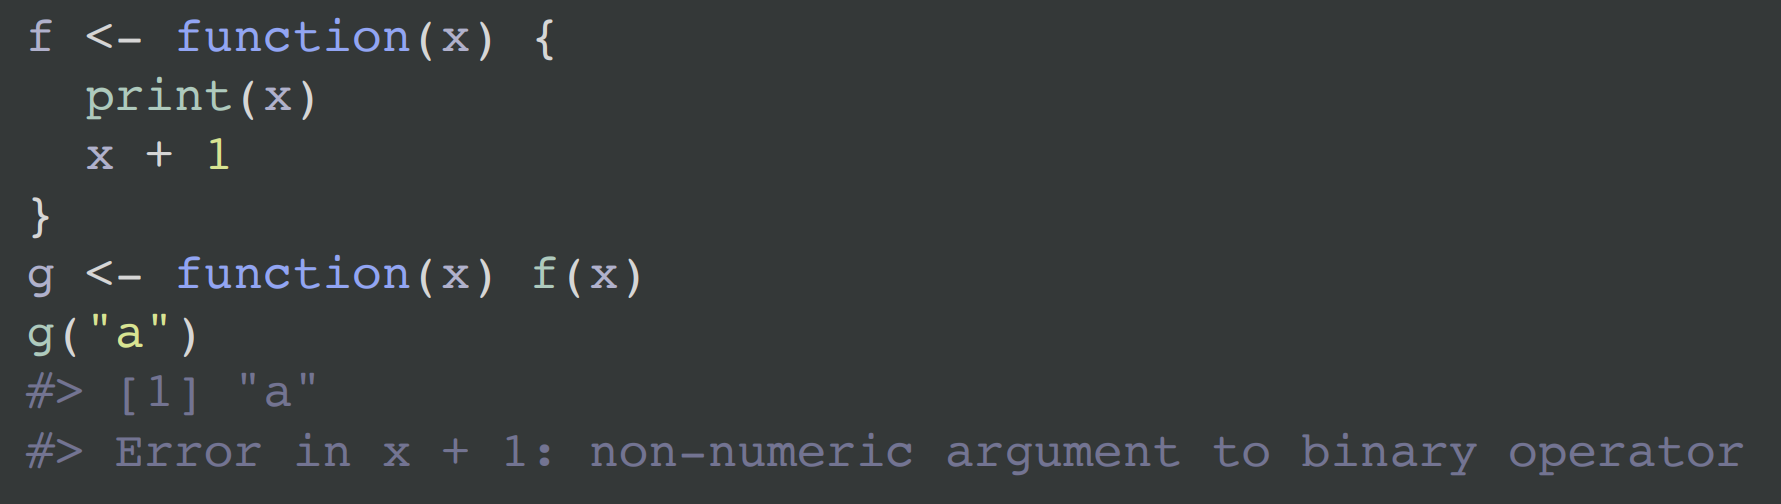 f <- function(x) {
  print(x)
  x + 1
}
g <- function(x) f(x)
g("a")
#> [1] "a"
#> Error in x + 1: non-numeric argument to binary operator